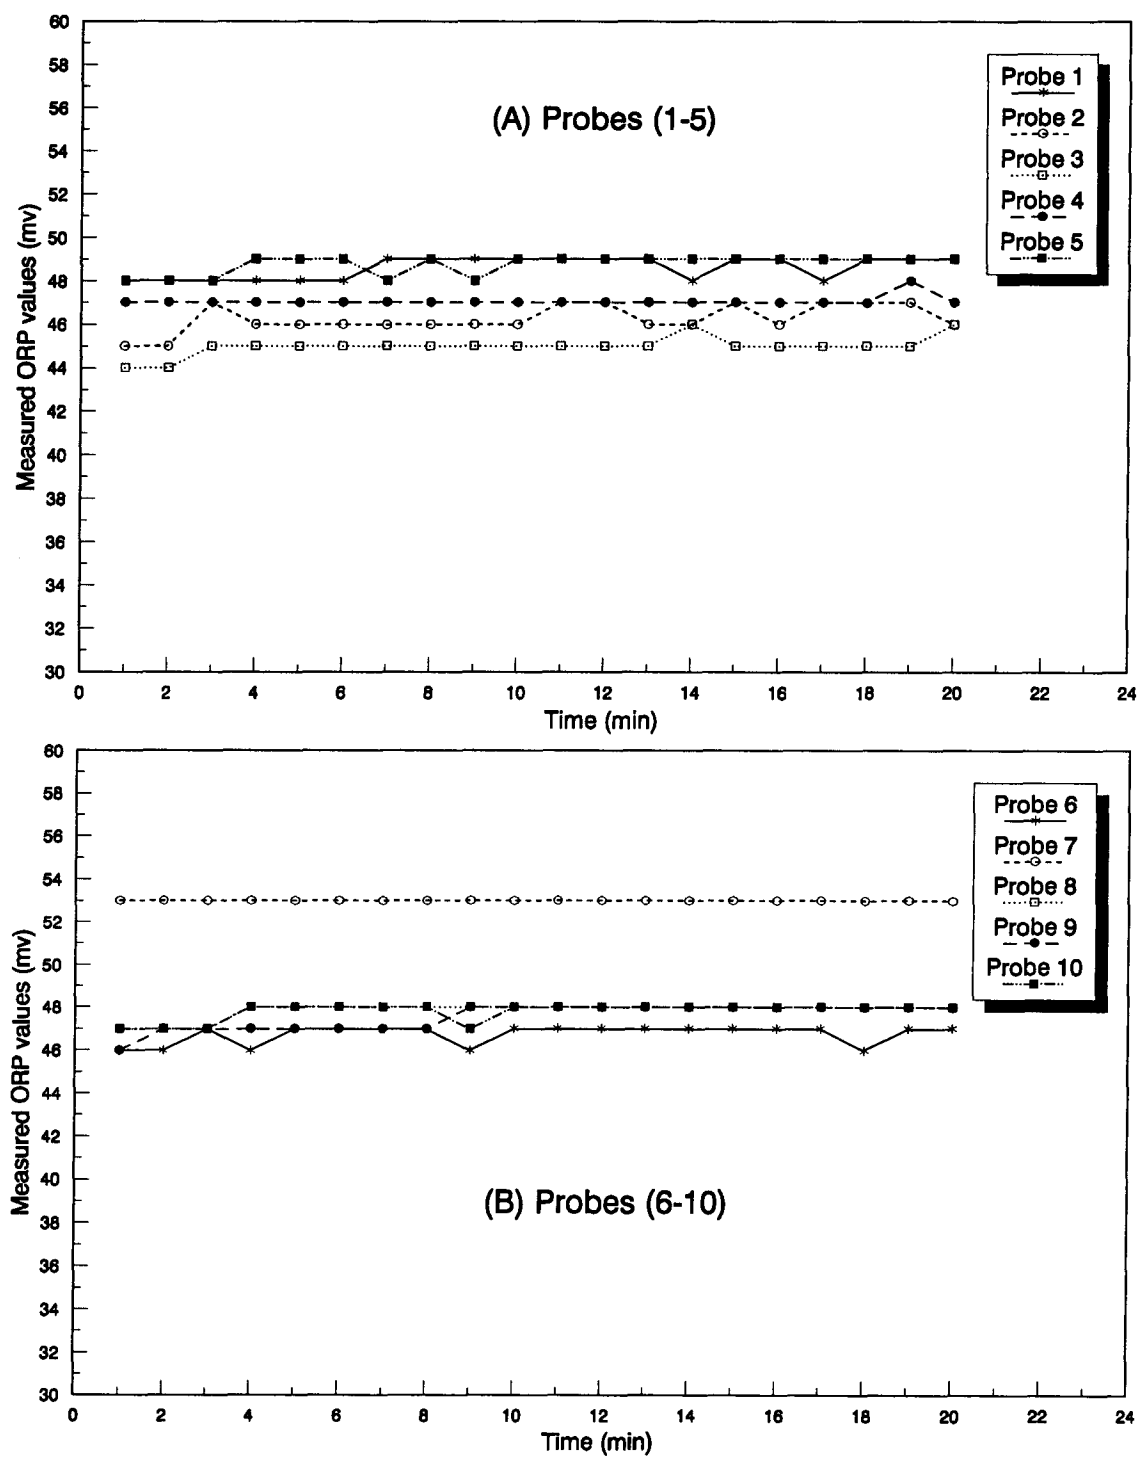 60
58
56
54
52
50
48
46
44
42
40
38
36
34
32
30
Measured ORP values (mv)
(A) Probes (1-5)
Probe 1
Probe 2
Probe 3
Probe 4
Probe 5
0 2 4 6 8 10 12 14 16 18 20 22 24
Time (min)
60
58
56
54
52
50
48
46
44
42
40
38
36
34
32
30
Measured ORP values (mv)
Probe 6
Probe 7
Probe 8
Probe 9
Probe 10
(B) Probes (6-10)
0 2 4 6 8 10 12 14 16 18 20 22 24
Time (min)